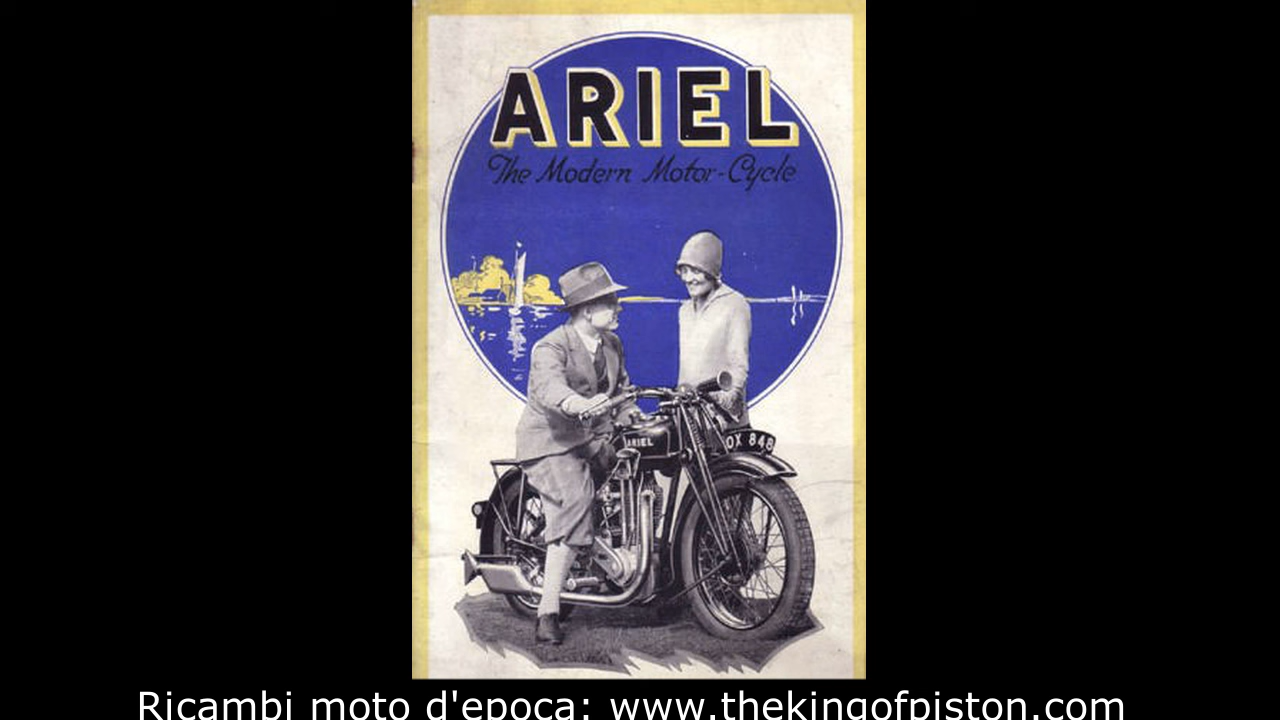 ARIEL
The Modern Motor-Cycle
ARIEL
OX 848
Ricambi moto d'epoca: www.thekingofpiston.com